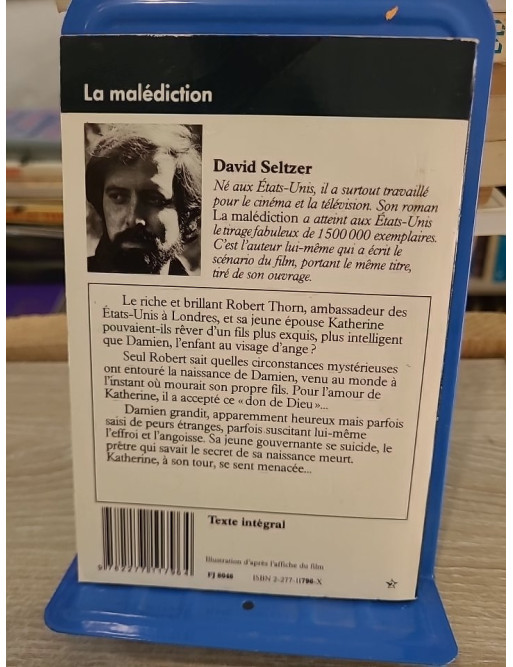 La malédiction
David Seltzer
Né aux États-Unis, il a surtout travaillé
pour le cinéma et la télévision. Son roman
La malédiction a atteint aux États-Unis
le tirage fabuleux de 1 500 000 exemplaires.
C'est l'auteur lui-même qui a écrit le
scénario du film, portant le même titre,
tiré de son ouvrage.
Le riche et brillant Robert Thorn, ambassadeur des
États-Unis à Londres, et sa jeune épouse Katherine
pouvaient-ils rêver d'un fils plus exquis, plus intelligent
que Damien, l'enfant au visage d'ange ?
Seul Robert sait quelles circonstances mystérieuses
ont entouré la naissance de Damien, venu au monde à
l'instant où mourait son propre fils. Pour l'amour de
Katherine, il a accepté ce « don de Dieu »...
Damien grandit, apparemment heureux mais parfois
saisi de peurs étranges, parfois suscitant lui-même
l'effroi et l'angoisse. Sa jeune gouvernante se suicide, le
prêtre qui savait le secret de sa naissance meurt.
Katherine, à son tour, se sent menacée...
Texte intégral
Illustration d'après l'affiche du film
ISBN 2-277-11796-X